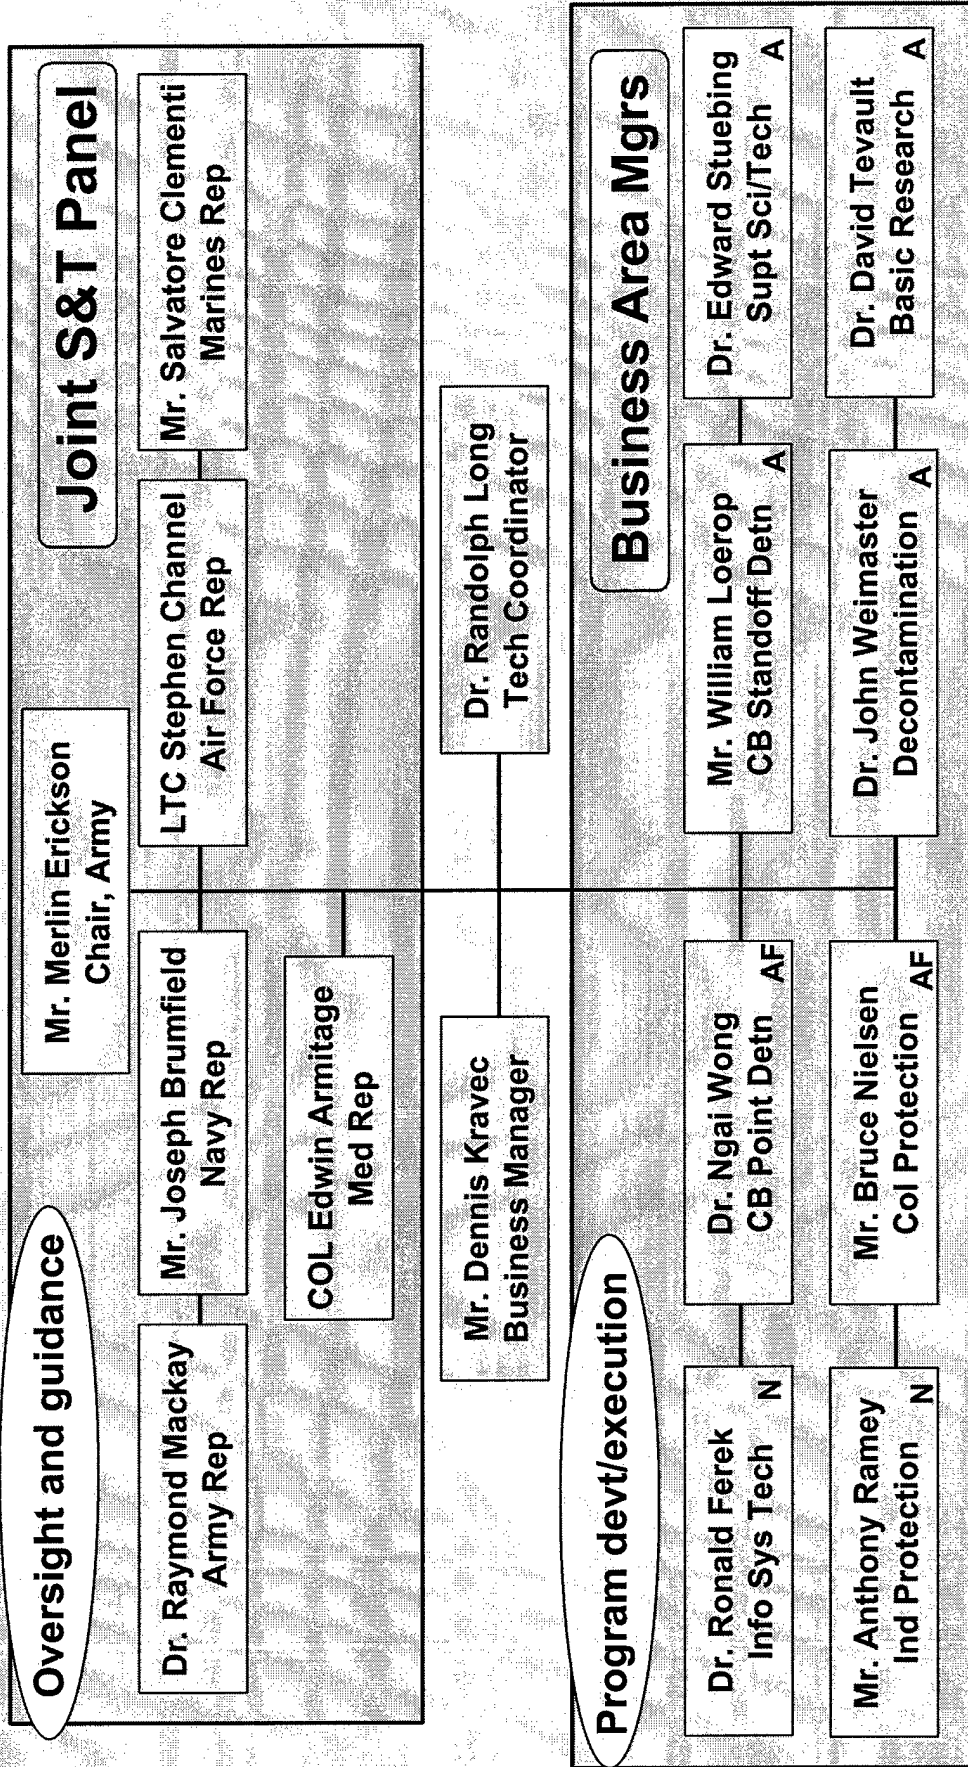 Oversight and guidance
Joint S&T Panel
Mr. Merlin Erickson
Chair, Army
Dr. Raymond Mackay
Army Rep
Mr. Joseph Brumfield
Navy Rep
LTC Stephen Channel
Air Force Rep
Mr. Salvatore Clementi
Marines Rep
COL Edwin Armitage
Med Rep
Mr. Dennis Kravec
Business Manager
Dr. Randolph Long
Tech Coordinator
Program devt/execution
Business Area Mgrs
Dr. Ronald Ferek
Info Sys Tech
N
Dr. Ngai Wong
CB Point Detn
AF
Mr. William Loerop
CB Standoff Detn
A
Dr. Edward Stuebing
Supt Sci/Tech
A
Mr. Anthony Ramey
Ind Protection
N
Mr. Bruce Nielsen
Col Protection
AF
Dr. John Weimaster
Decontamination
A
Dr. David Tevault
Basic Research
A